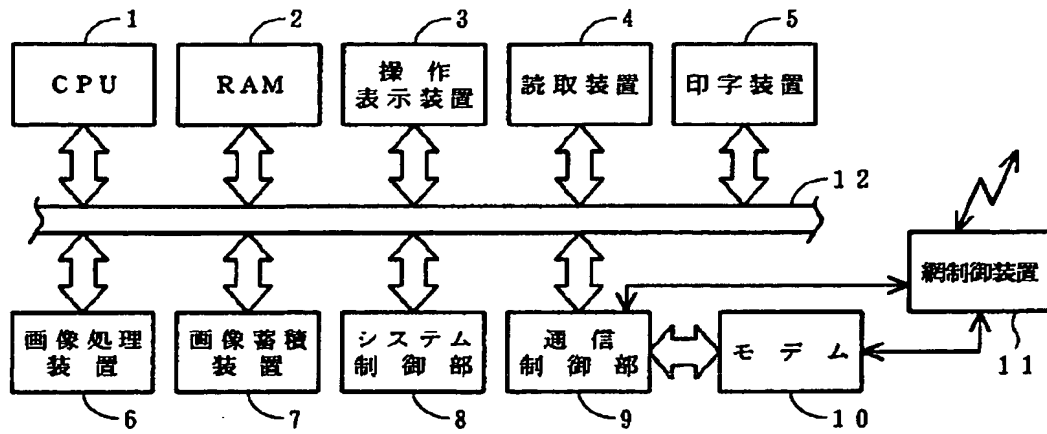 1
2
3
4
5
CPU
RAM
操作
表示装置
読取装置
印字装置
12
網制御装置
11
画像処理
装置
画像蓄積
装置
システム
制御部
通信
制御部
モデム
6
7
8
9
10